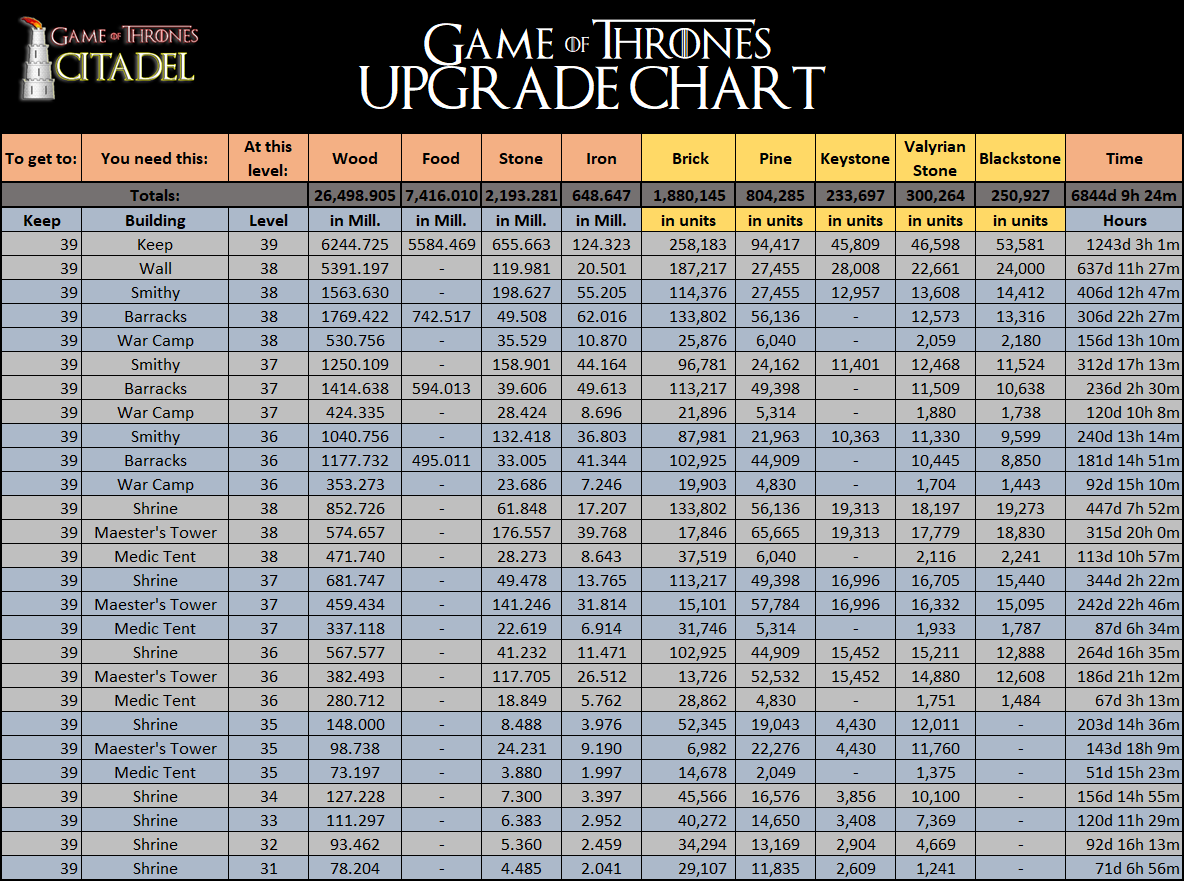 GAME OF THRONES
CITADEL
GAME OF THRONES
UPGRADE CHART
To get to: You need this: At this level: Wood Food Stone Iron Brick Pine Keystone Valyrian Stone Blackstone Time
Totals: 26,498.905 7,416.010 2,193.281 648.647 1,880,145 804,285 233,697 300,264 250,927 6844d 9h 24m
Keep Building Level in Mill. in Mill. in Mill. in Mill. in units in units in units in units in units Hours
39 Keep 39 6244.725 5584.469 655.663 124.323 258,183 94,417 45,809 46,598 53,581 1243d 3h 1m
39 Wall 38 5391.197 - 119.981 20.501 187,217 27,455 28,008 22,661 24,000 637d 11h 27m
39 Smithy 38 1563.630 - 198.627 55.205 114,376 27,455 12,957 13,608 14,412 406d 12h 47m
39 Barracks 38 1769.422 742.517 49.508 62.016 133,802 56,136 - 12,573 13,316 306d 22h 27m
39 War Camp 38 530.756 - 35.529 10.870 25,876 6,040 - 2,059 2,180 156d 13h 10m
39 Smithy 37 1250.109 - 158.901 44.164 96,781 24,162 11,401 12,468 11,524 312d 17h 13m
39 Barracks 37 1414.638 594.013 39.606 49.613 113,217 49,398 - 11,509 10,638 236d 2h 30m
39 War Camp 37 424.335 - 28.424 8.696 21,896 5,314 - 1,880 1,738 120d 10h 8m
39 Smithy 36 1040.756 - 132.418 36.803 87,981 21,963 10,363 11,330 9,599 240d 13h 14m
39 Barracks 36 1177.732 495.011 33.005 41.344 102,925 44,909 - 10,445 8,850 181d 14h 51m
39 War Camp 36 353.273 - 23.686 7.246 19,903 4,830 - 1,704 1,443 92d 15h 10m
39 Shrine 38 852.726 - 61.848 17.207 133,802 56,136 19,313 18,197 19,273 447d 7h 52m
39 Maester's Tower 38 574.657 - 176.557 39.768 17,846 65,665 19,313 17,779 18,830 315d 20h 0m
39 Medic Tent 38 471.740 - 28.273 8.643 37,519 6,040 - 2,116 2,241 113d 10h 57m
39 Shrine 37 681.747 - 49.478 13.765 113,217 49,398 16,996 16,705 15,440 344d 2h 22m
39 Maester's Tower 37 459.434 - 141.246 31.814 15,101 57,784 16,996 16,332 15,095 242d 22h 46m
39 Medic Tent 37 337.118 - 22.619 6.914 31,746 5,314 - 1,933 1,787 87d 6h 34m
39 Shrine 36 567.577 - 41.232 11.471 102,925 44,909 15,452 15,211 12,888 264d 16h 35m
39 Maester's Tower 36 382.493 - 117.705 26.512 13,726 52,532 15,452 14,880 12,608 186d 21h 12m
39 Medic Tent 36 280.712 - 18.849 5.762 28,862 4,830 - 1,751 1,484 67d 3h 13m
39 Shrine 35 148.000 - 8.488 3.976 52,345 19,043 4,430 12,011 - 203d 14h 36m
39 Maester's Tower 35 98.738 - 24.231 9.190 6,982 22,276 4,430 11,760 - 143d 18h 9m
39 Medic Tent 35 73.197 - 3.880 1.997 14,678 2,049 - 1,375 - 51d 15h 23m
39 Shrine 34 127.228 - 7.300 3.397 45,566 16,576 3,856 10,100 - 156d 14h 55m
39 Shrine 33 111.297 - 6.383 2.952 40,272 14,650 3,408 7,369 - 120d 11h 29m
39 Shrine 32 93.462 - 5.360 2.459 34,294 13,169 2,904 4,669 - 92d 16h 13m
39 Shrine 31 78.204 - 4.485 2.041 29,107 11,835 2,609 1,241 - 71d 6h 56m